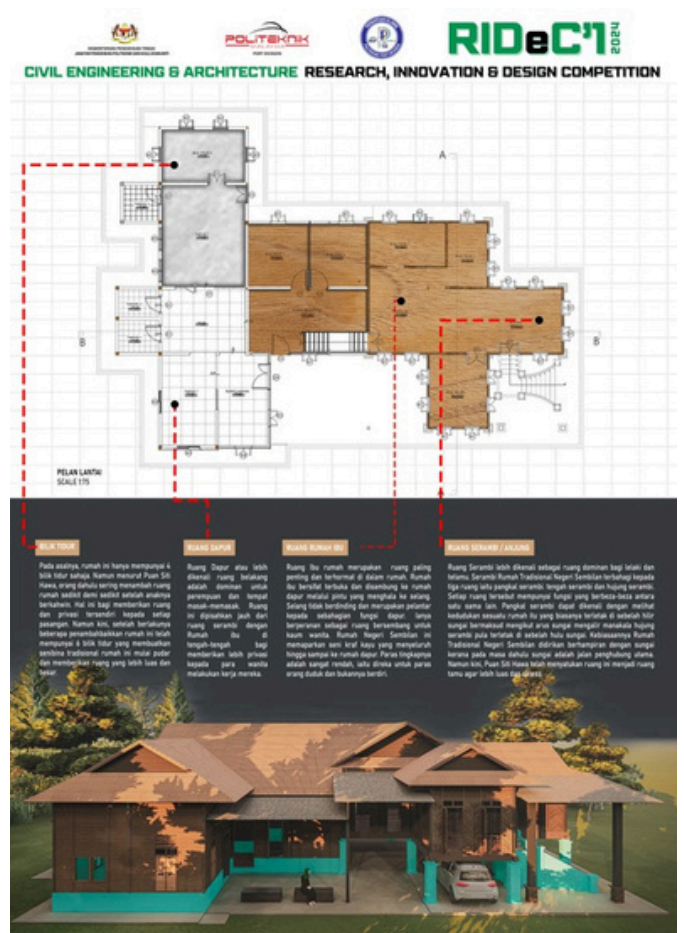 POLITEKNIK
PORT DICKSON
RIDeC'1 2024
CIVIL ENGINEERING & ARCHITECTURE RESEARCH, INNOVATION & DESIGN COMPETITION
A
B
B
PELAN LANTAI
SCALE 1:75
BILIK TIDUR
Pada asalnya, rumah ini hanya mempunyai 4
bilik tidur sahaja. Namun menurut Puan Siti
Hawa, orang dahulu sering menambah ruang
rumah sedikit demi sedikit setelah anaknya
berkahwin. Hal ini bagi memberikan ruang
dan privasi tersendiri kepada setiap
pasangan. Namun kini, setelah berlakunya
beberapa penambahbaikkan rumah ini telah
mempunyai 6 bilik tidur yang membuatkan
senibina tradisional rumah ini mulai pudar
dan memberikan ruang yang lebih luas dan
besar.
RUANG DAPUR
Ruang Dapur atau lebih
dikenali ruang belakang
adalah dominan untuk
perempuan dan tempat
masak-memasak. Ruang
ini dipisahkan jauh dari
ruang serambi dengan
Rumah Ibu di
tengah-tengah bagi
memberikan lebih privasi
kepada para wanita
melakukan kerja mereka.
RUANG RUMAH IBU
Ruang Ibu rumah merupakan ruang paling
penting dan terhormat di dalam rumah. Rumah
ibu bersifat terbuka dan disambung ke rumah
dapur melalui pintu yang menghala ke selang.
Selang tidak berdinding dan merupakan pelantar
kepada sebahagian fungsi dapur. Ianya
berperanan sebagai ruang bersembang untuk
kaum wanita. Rumah Negeri Sembilan ini
memaparkan seni kraf kayu yang menyeluruh
hingga sampai ke rumah dapur. Paras tingkapnya
adalah sangat rendah, iaitu direka untuk paras
orang duduk dan bukannya berdiri.
RUANG SERAMBI / ANJUNG
Ruang Serambi lebih dikenali sebagai ruang dominan bagi lelaki dan
tetamu. Serambi Rumah Tradisional Negeri Sembilan terbahagi kepada
tiga ruang iaitu pangkal serambi, tengah serambi dan hujung serambi.
Setiap ruang tersebut mempunyai fungsi yang berbeza-beza antara
satu sama lain. Pangkal serambi dapat dikenali dengan melihat
kedudukan sesuatu rumah itu yang biasanya terletak di sebelah hilir
sungai bermaksud mengikut arus sungai mengalir manakala hujung
serambi pula terletak di sebelah hulu sungai. Kebiasaannya Rumah
Tradisional Negeri Sembilan didirikan berhampiran dengan sungai
kerana pada masa dahulu sungai adalah jalan penghubung utama.
Namun kini, Puan Siti Hawa telah menyatukan ruang ini menjadi ruang
tamu agar lebih luas dan